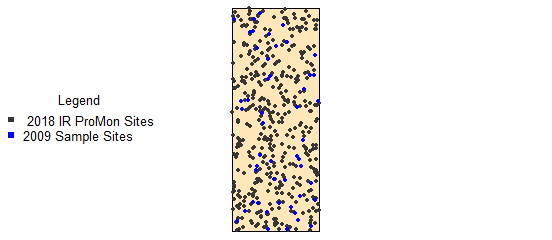 Legend
2018 IR ProMon Sites
2009 Sample Sites